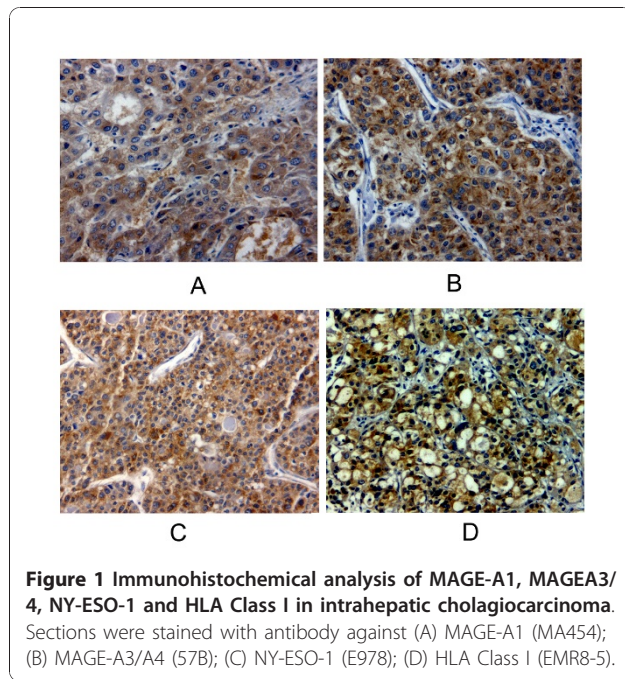 A
B
C
D
Figure 1 Immunohistochemical analysis of MAGE-A1, MAGEA3/
4, NY-ESO-1 and HLA Class I in intrahepatic cholagiocarcinoma.
Sections were stained with antibody against (A) MAGE-A1 (MA454);
(B) MAGE-A3/A4 (57B); (C) NY-ESO-1 (E978); (D) HLA Class I (EMR8-5).